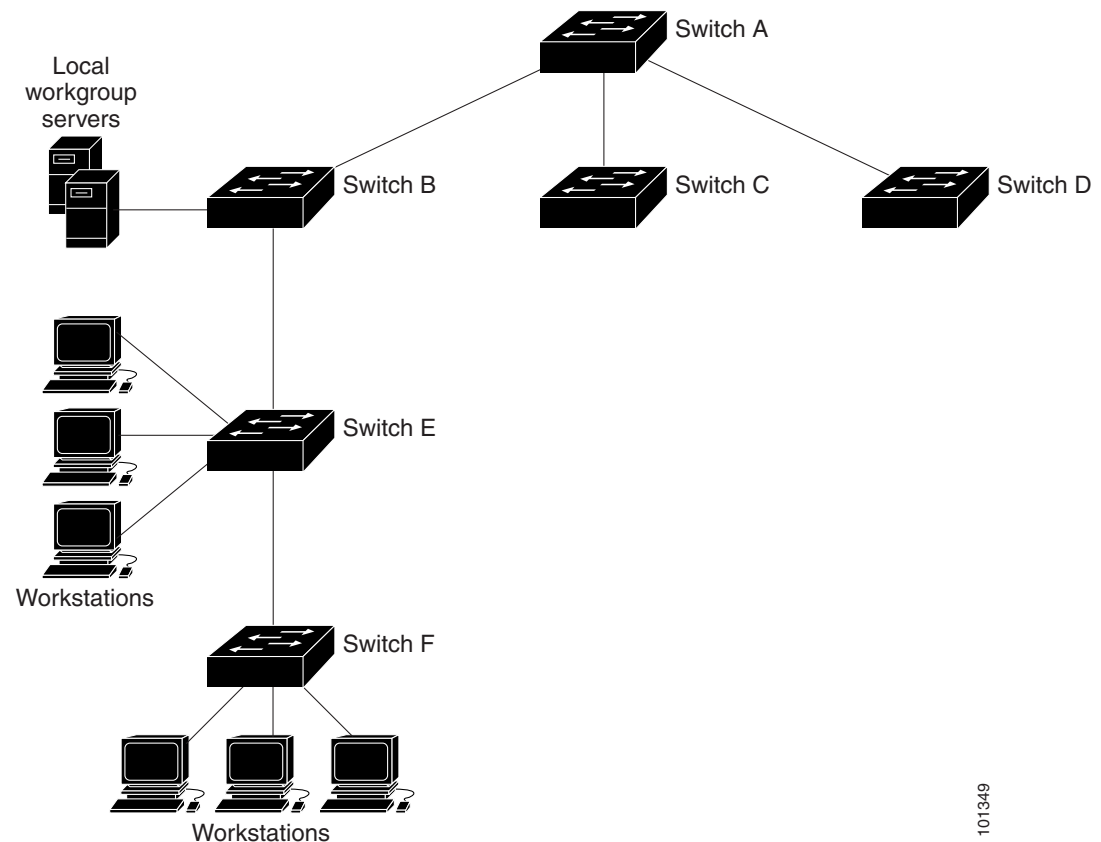 Switch A
Local
workgroup
servers
Switch B
Switch C
Switch D
Switch E
Workstations
Switch F
Workstations
101349